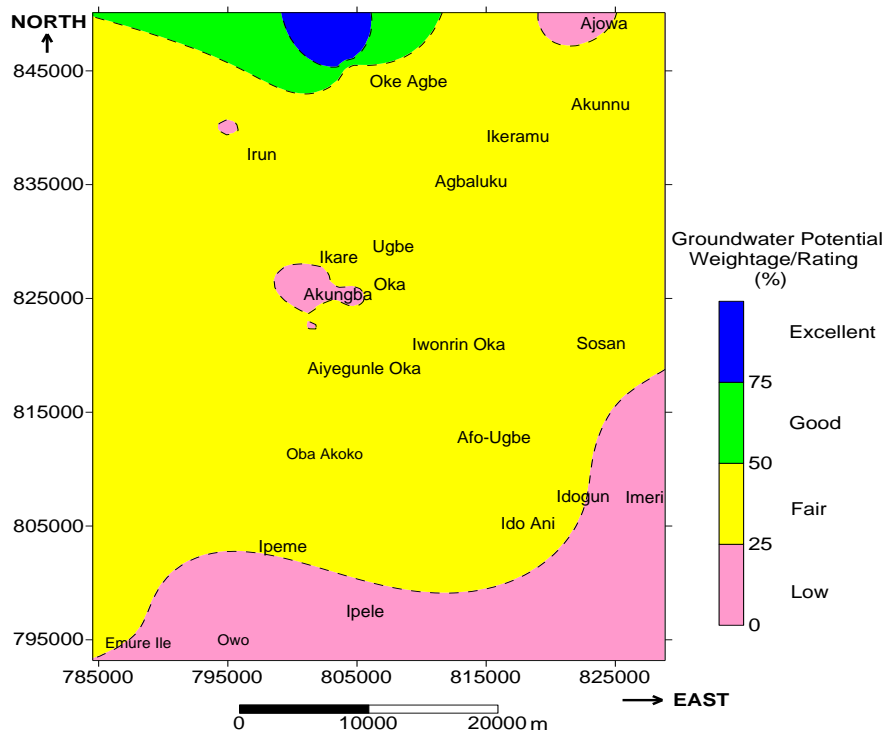 NORTH
Ajowa
845000
Oke Agbe
Akunnu
Ikeramu
Irun
835000
Agbaluku
Groundwater Potential
Weightage/Rating
(%)
Ugbe
Ikare
Oka
825000
Akungba
Excellent
Iwonrin Oka
Sosan
Aiyegunle Oka
75
815000
Good
Afo-Ugbe
Oba Akoko
50
Idogun
Imeri
Fair
805000
Ido Ani
Ipeme
25
Low
Ipele
0
795000
Emure Ile
Owo
785000 795000 805000 815000 825000
EAST
0 10000 20000 m